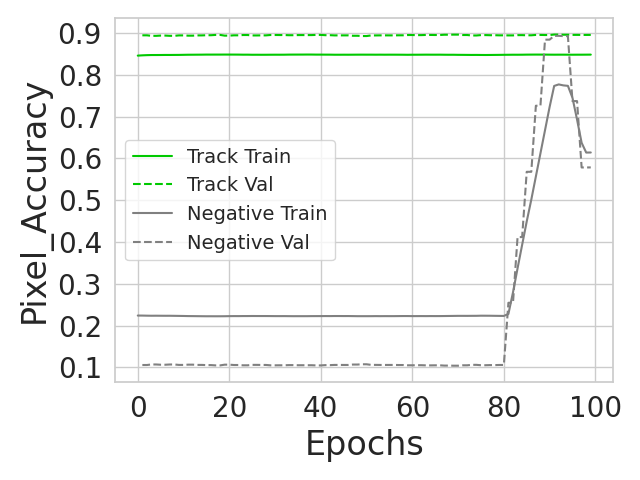 0.9
0.8
0.7
0.6
0.5
0.4
0.3
0.2
0.1
Pixel_Accuracy
Track Train
Track Val
Negative Train
Negative Val
0 20 40 60 80 100
Epochs